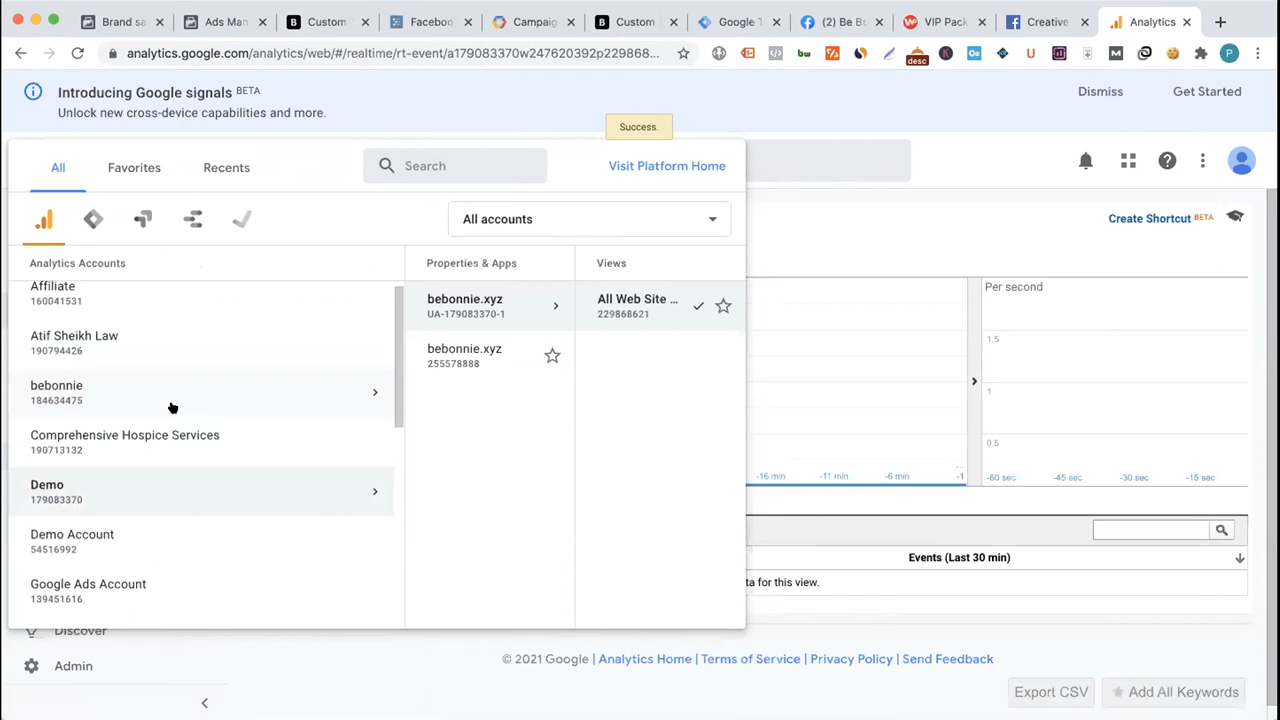 Brand sa
Ads Man
Custom
Faceboo
Campaig
Custom
Google T
(2) Be Bu
VIP Pack
Creative
Analytics
analytics.google.com/analytics/web/#/realtime/rt-event/a179083370w247620392p229868...
desc
P
Introducing Google signals BETA
Unlock new cross-device capabilities and more.
Dismiss
Get Started
Success.
All
Favorites
Recents
Search
Visit Platform Home
All accounts
Create Shortcut BETA
Analytics Accounts
Properties & Apps
Views
Affiliate
160041531
Atif Sheikh Law
190794426
bebonnie
184634475
Comprehensive Hospice Services
190713132
Demo
179083370
Demo Account
54516992
Google Ads Account
139451616
bebonnie.xyz
UA-179083370-1
bebonnie.xyz
255578888
All Web Site ...
229868621
Per second
1.5
1
0.5
-16 min
-11 min
-6 min
...
-1
-60 sec
-45 sec
-30 sec
-15 sec
Events (Last 30 min)
ta for this view.
Discover
Admin
© 2021 Google | Analytics Home | Terms of Service | Privacy Policy | Send Feedback
Export CSV
Add All Keywords